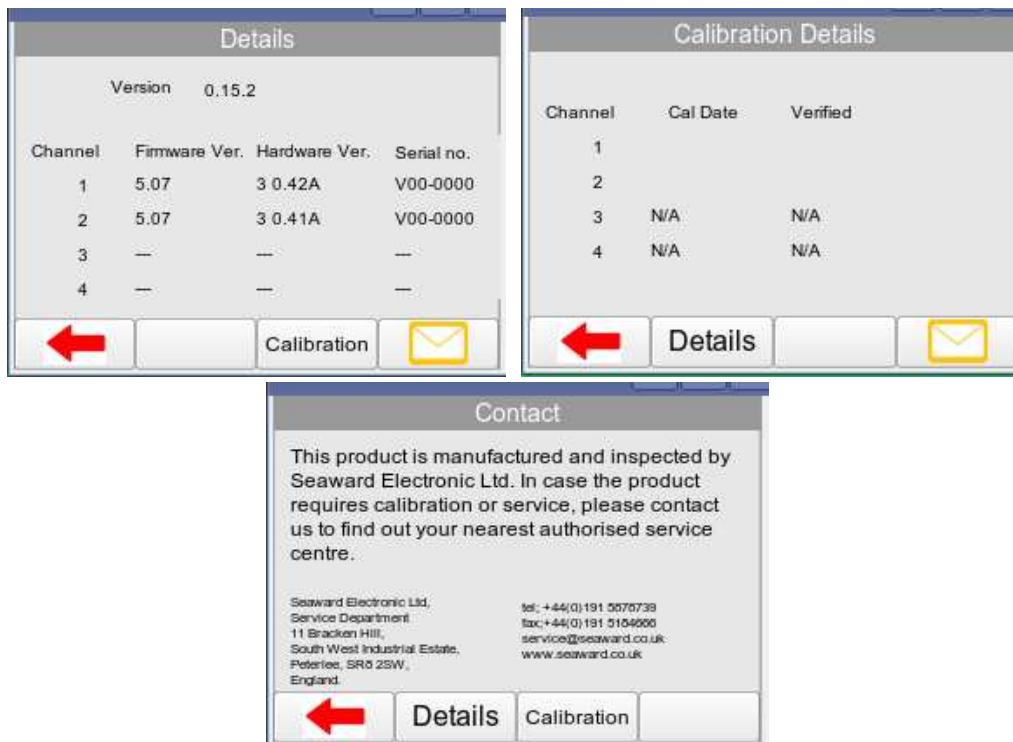 Details
Version 0.15.2
Channel Firmware Ver. Hardware Ver. Serial no.
1 5.07 3 0.42A V00-0000
2 5.07 3 0.41A V00-0000
3 --- --- ---
4 --- --- ---
Calibration
Calibration Details
Channel Cal Date Verified
1
2
3 N/A N/A
4 N/A N/A
Details
Contact
This product is manufactured and inspected by
Seaward Electronic Ltd. In case the product
requires calibration or service, please contact
us to find out your nearest authorised service
centre.
Seaward Electronic Ltd,
Service Department
11 Bracken Hill,
South West Industrial Estate,
Peterlee, SR8 2SW,
England.
tel; +44(0)191 5878739
fax;+44(0)191 5184666
service@seaward.co.uk
www.seaward.co.uk
Details Calibration